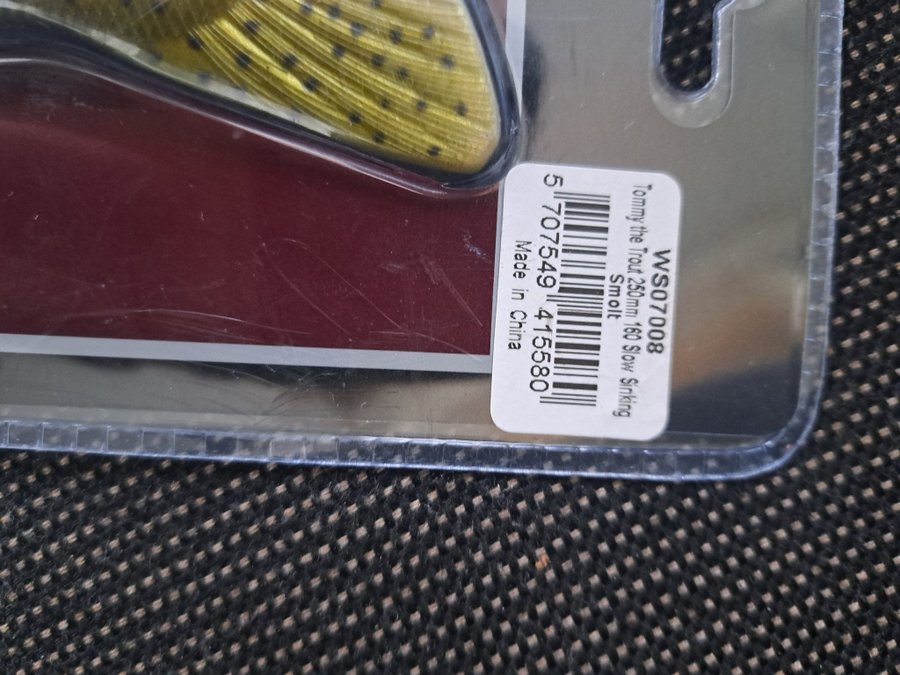 WS07008
Tommy the Trout 250mm 160 Slow Sinking
Smolt
5 707549 415580
Made in China